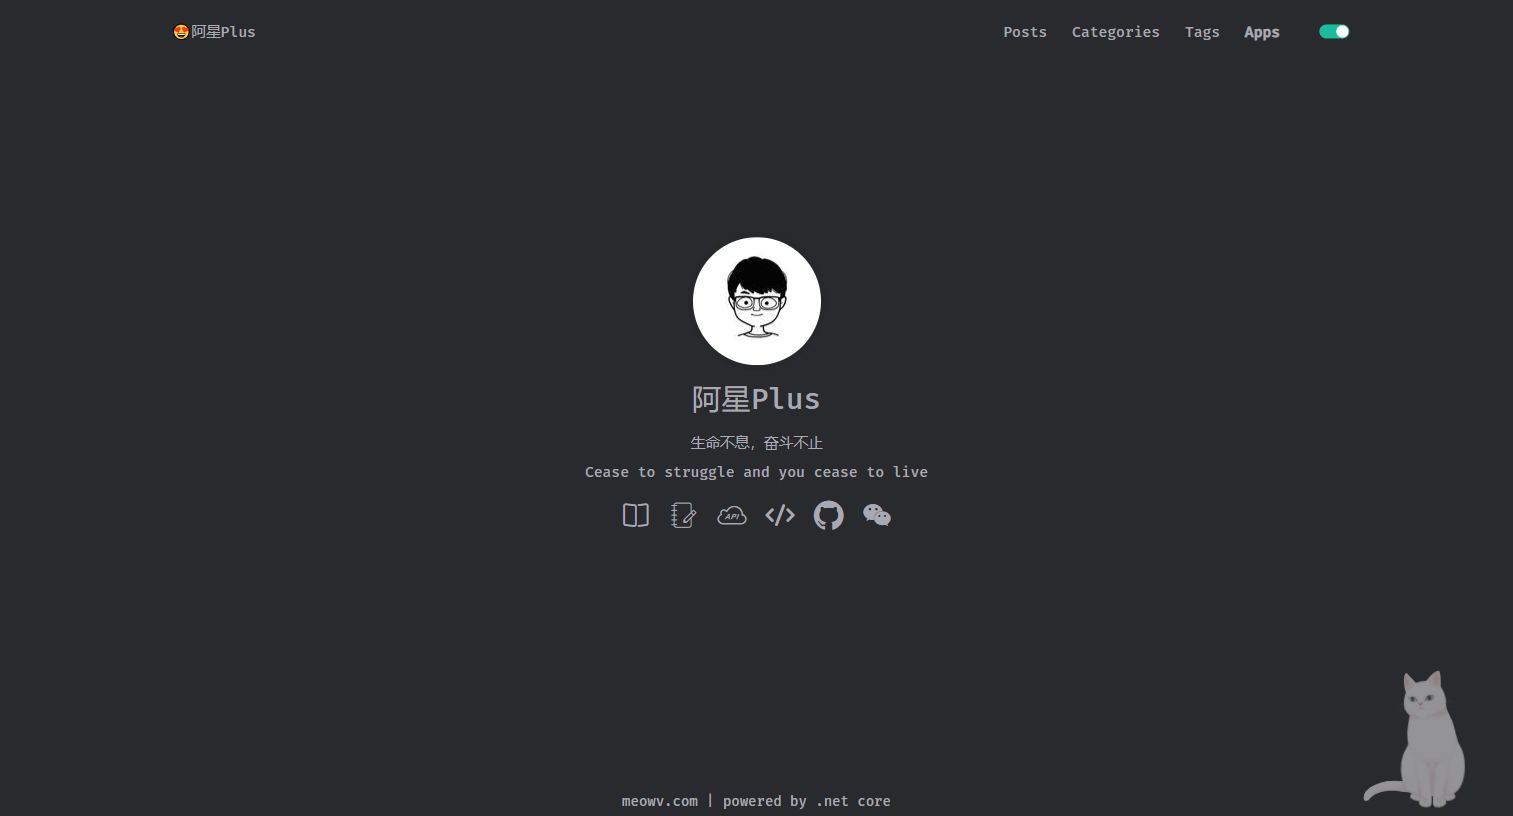 😍阿星Plus
Posts Categories Tags Apps
阿星Plus
生命不息，奋斗不止
Cease to struggle and you cease to live
API
meowv.com | powered by .net core